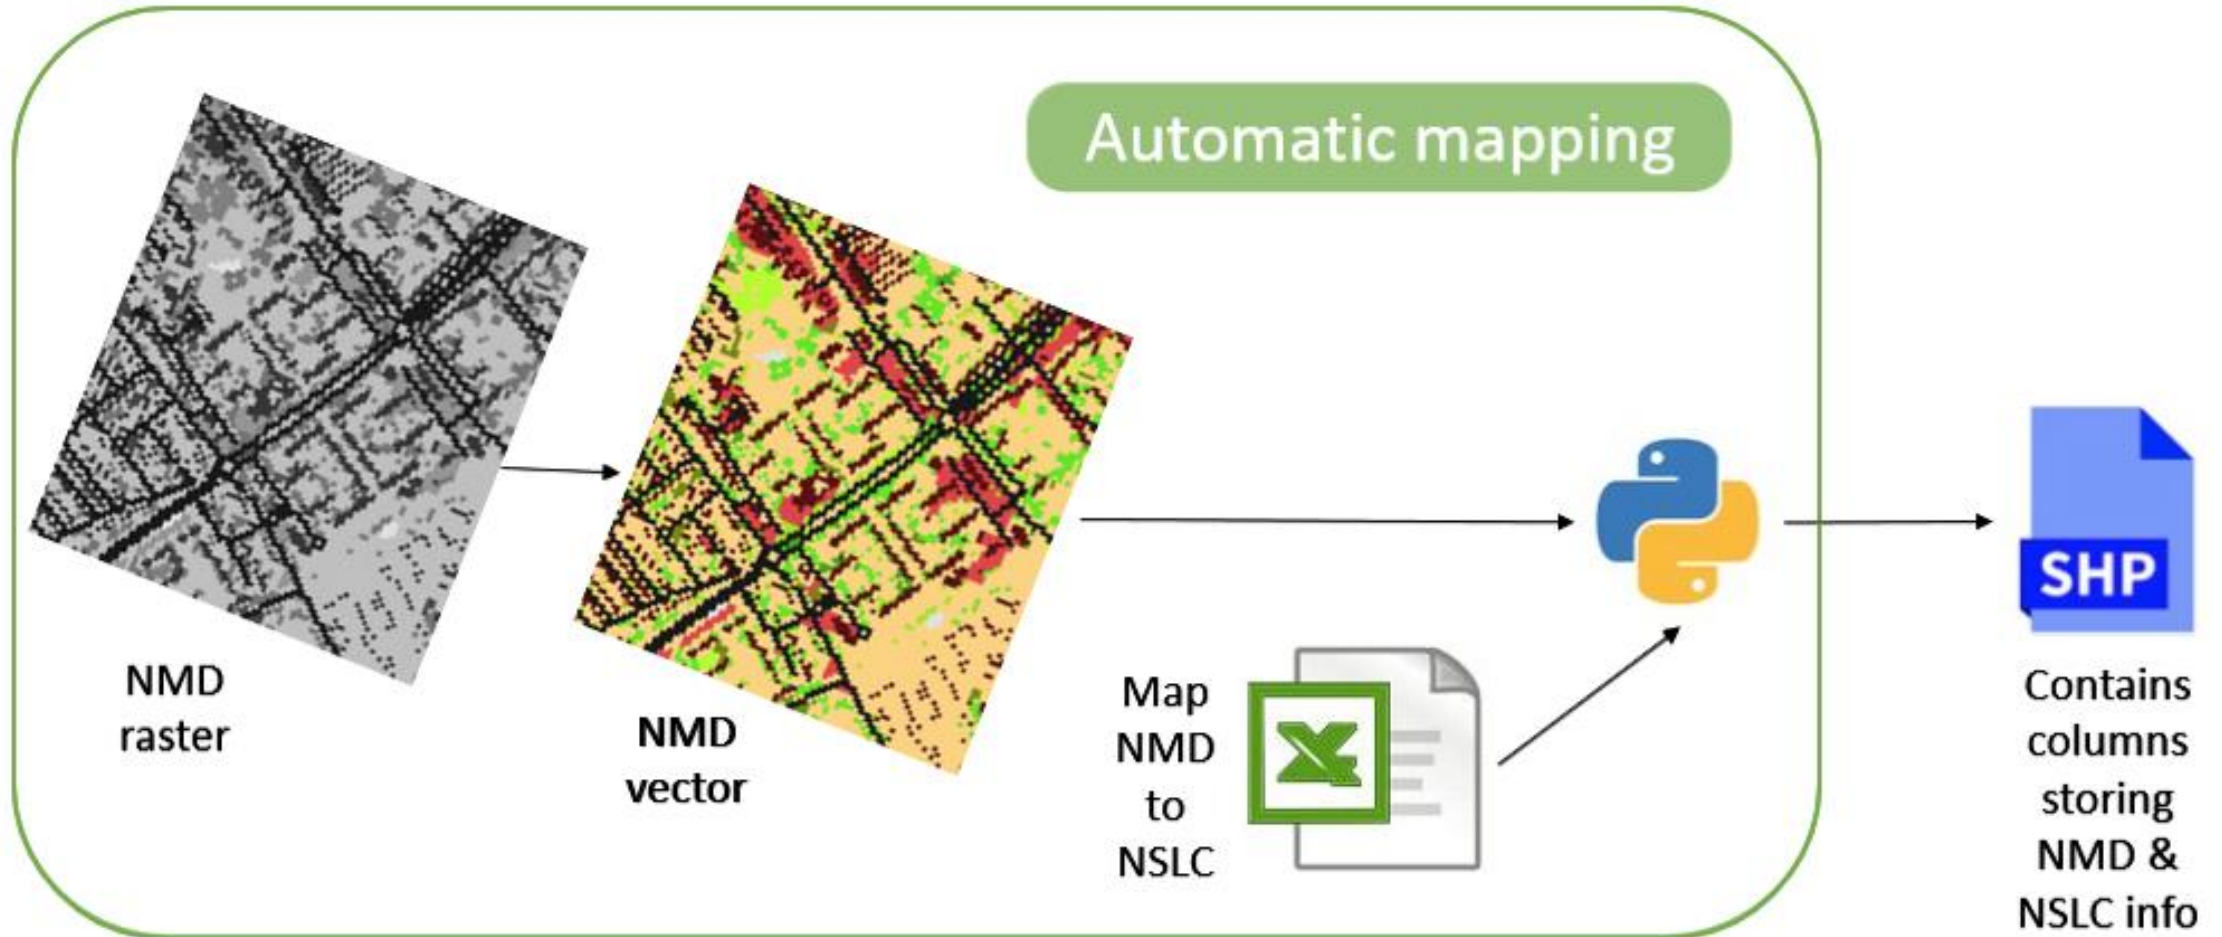 Automatic mapping
NMD
raster
NMD
vector
Map
NMD
to
NSLC
SHP
Contains
columns
storing
NMD &
NSLC info